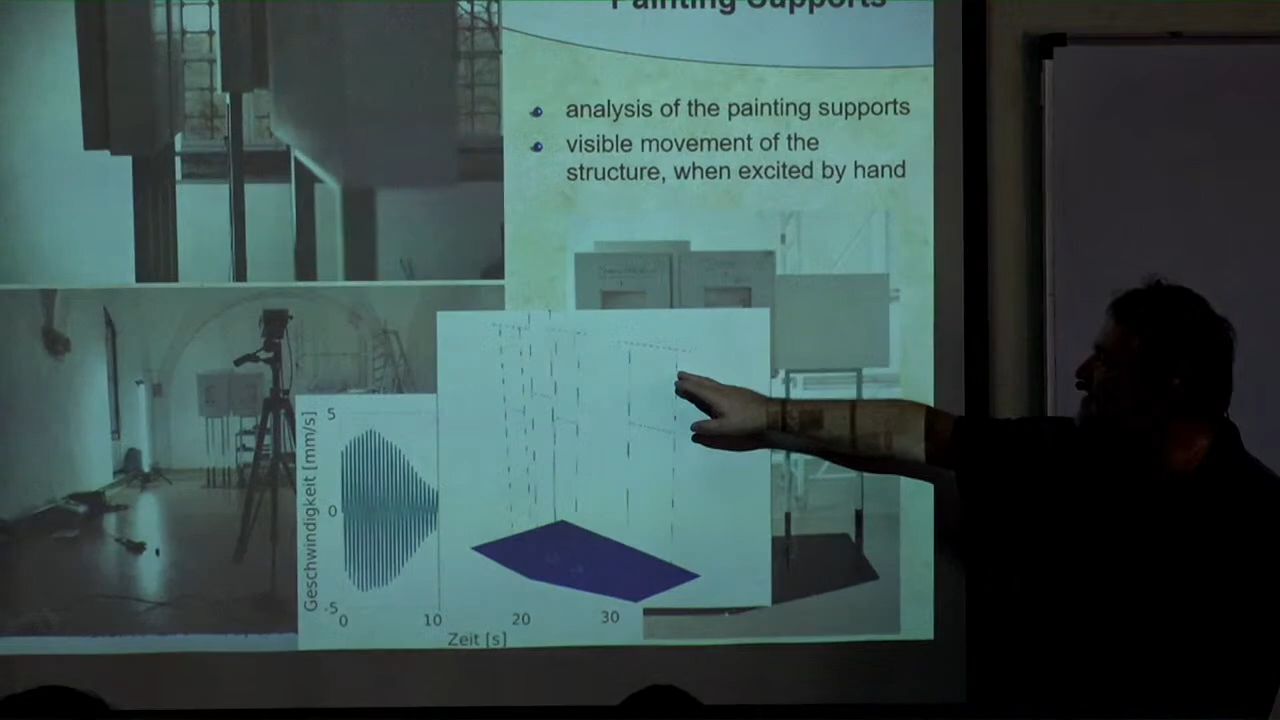 Painting Supports
analysis of the painting supports
visible movement of the
structure, when excited by hand
Geschwindigkeit [mm/s]
5
0
-5
0
10
20
30
Zeit [s]